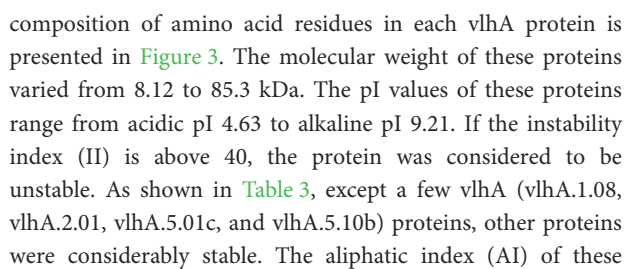 composition of amino acid residues in each vlhA protein is
presented in Figure 3. The molecular weight of these proteins
varied from 8.12 to 85.3 kDa. The pI values of these proteins
range from acidic pI 4.63 to alkaline pI 9.21. If the instability
index (II) is above 40, the protein was considered to be
unstable. As shown in Table 3, except a few vlhA (vlhA.1.08,
vlhA.2.01, vlhA.5.01c, and vlhA.5.10b) proteins, other proteins
were considerably stable. The aliphatic index (AI) of these